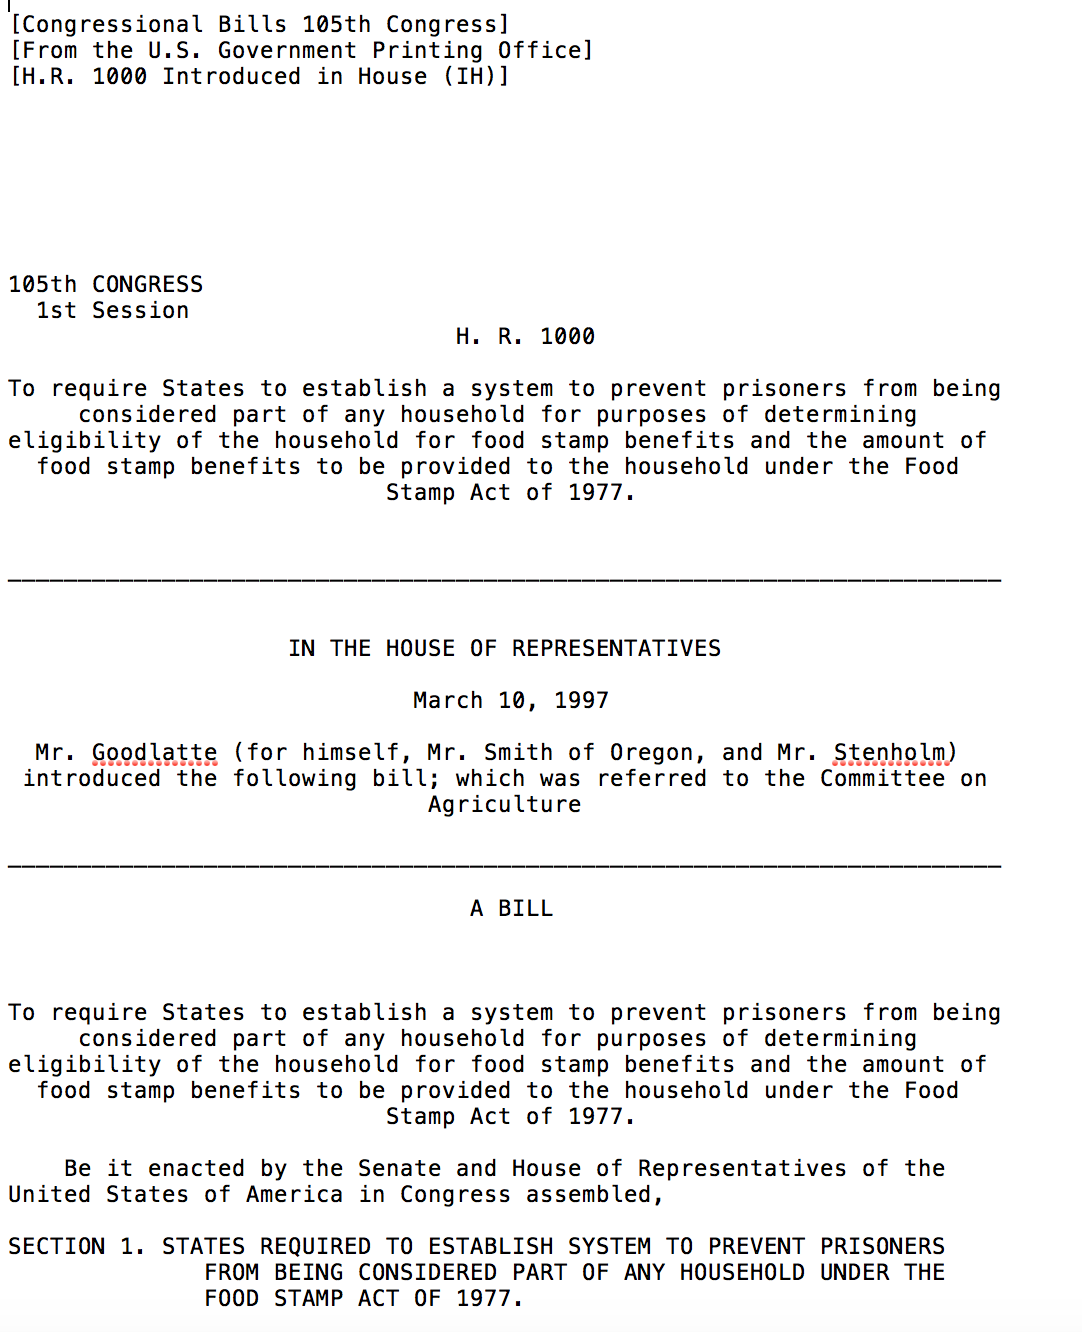 [Congressional Bills 105th Congress]
[From the U.S. Government Printing Office]
[H.R. 1000 Introduced in House (IH)]
105th CONGRESS
1st Session
H. R. 1000
To require States to establish a system to prevent prisoners from being
considered part of any household for purposes of determining
eligibility of the household for food stamp benefits and the amount of
food stamp benefits to be provided to the household under the Food
Stamp Act of 1977.
IN THE HOUSE OF REPRESENTATIVES
March 10, 1997
Mr. Goodlatte (for himself, Mr. Smith of Oregon, and Mr. Stenholm)
introduced the following bill; which was referred to the Committee on
Agriculture
A BILL
To require States to establish a system to prevent prisoners from being
considered part of any household for purposes of determining
eligibility of the household for food stamp benefits and the amount of
food stamp benefits to be provided to the household under the Food
Stamp Act of 1977.
Be it enacted by the Senate and House of Representatives of the
United States of America in Congress assembled,
SECTION 1. STATES REQUIRED TO ESTABLISH SYSTEM TO PREVENT PRISONERS
FROM BEING CONSIDERED PART OF ANY HOUSEHOLD UNDER THE
FOOD STAMP ACT OF 1977.